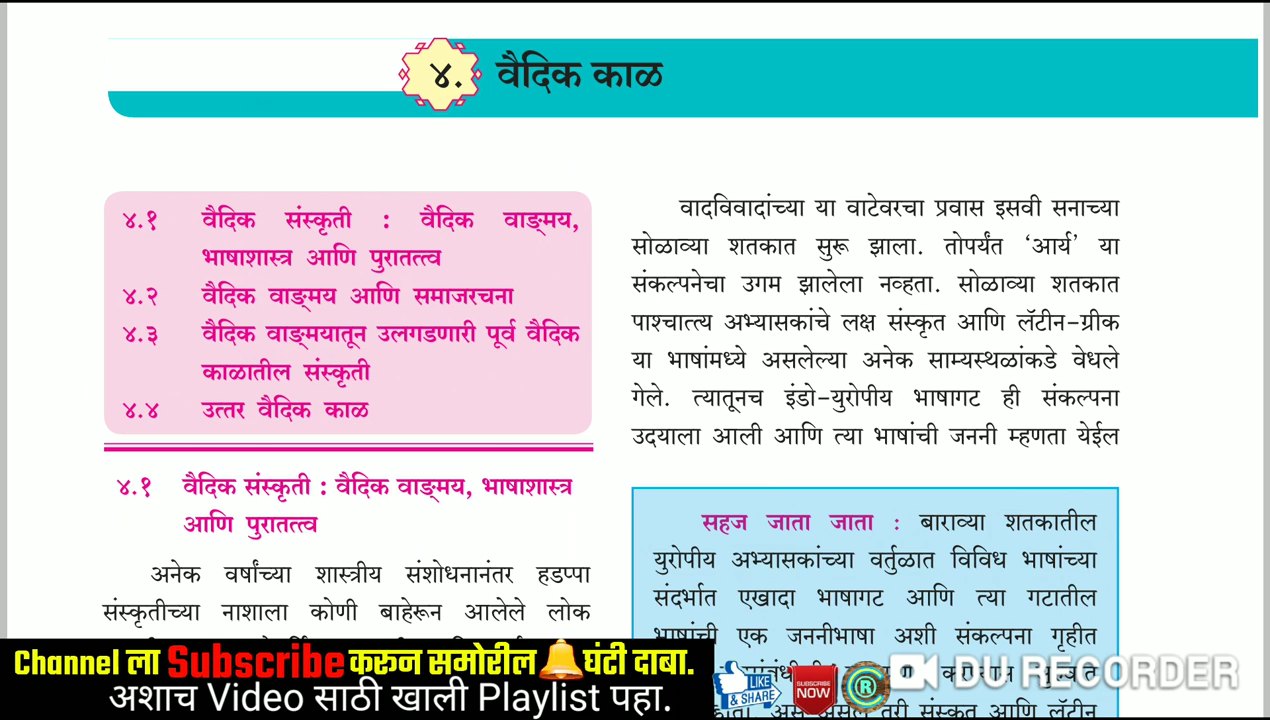 ४. वैदिक काळ
४.१ वैदिक संस्कृती : वैदिक वाङ्मय,
भाषाशास्त्र आणि पुरातत्त्व
४.२ वैदिक वाङ्मय आणि समाजरचना
४.३ वैदिक वाङ्मयातून उलगडणारी पूर्व वैदिक
काळातील संस्कृती
४.४ उत्तर वैदिक काळ
४.१ वैदिक संस्कृती : वैदिक वाङ्मय, भाषाशास्त्र
आणि पुरातत्त्व
अनेक वर्षांच्या शास्त्रीय संशोधनानंतर हडप्पा
संस्कृतीच्या नाशाला कोणी बाहेरून आलेले लोक
वादविवादांच्या या वाटेवरचा प्रवास इसवी सनाच्या
सोळाव्या शतकात सुरू झाला. तोपर्यंत ‘आर्य’ या
संकल्पनेचा उगम झालेला नव्हता. सोळाव्या शतकात
पाश्चात्त्य अभ्यासकांचे लक्ष संस्कृत आणि लॅटीन-ग्रीक
या भाषांमध्ये असलेल्या अनेक साम्यस्थळांकडे वेधले
गेले. त्यातूनच इंडो-युरोपीय भाषागट ही संकल्पना
उदयाला आली आणि त्या भाषांची जननी म्हणता येईल
सहज जाता जाता : बाराव्या शतकातील
युरोपीय अभ्यासकांच्या वर्तुळात विविध भाषांच्या
संदर्भात एखादा भाषागट आणि त्या गटातील
भाषांची एक जननीभाषा अशी संकल्पना गृहीत
असे असले तरी संस्कृत आणि लॅटीन
Channel ला Subscribe करून समोरील घंटी दाबा.
अशाच Video साठी खाली Playlist पहा.
LIKE
& SHARE
SUBSCRIBE
NOW
R
DU RECORDER